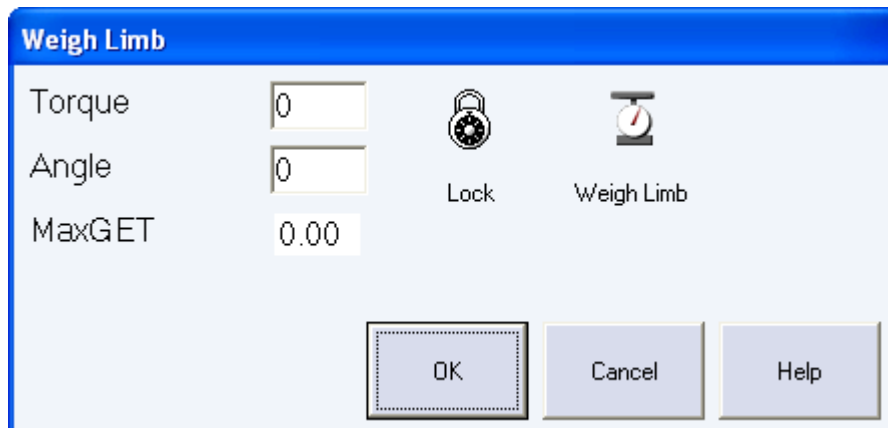 Weigh Limb
Torque 0
Angle 0
Lock Weigh Limb
MaxGET 0.00
OK Cancel Help